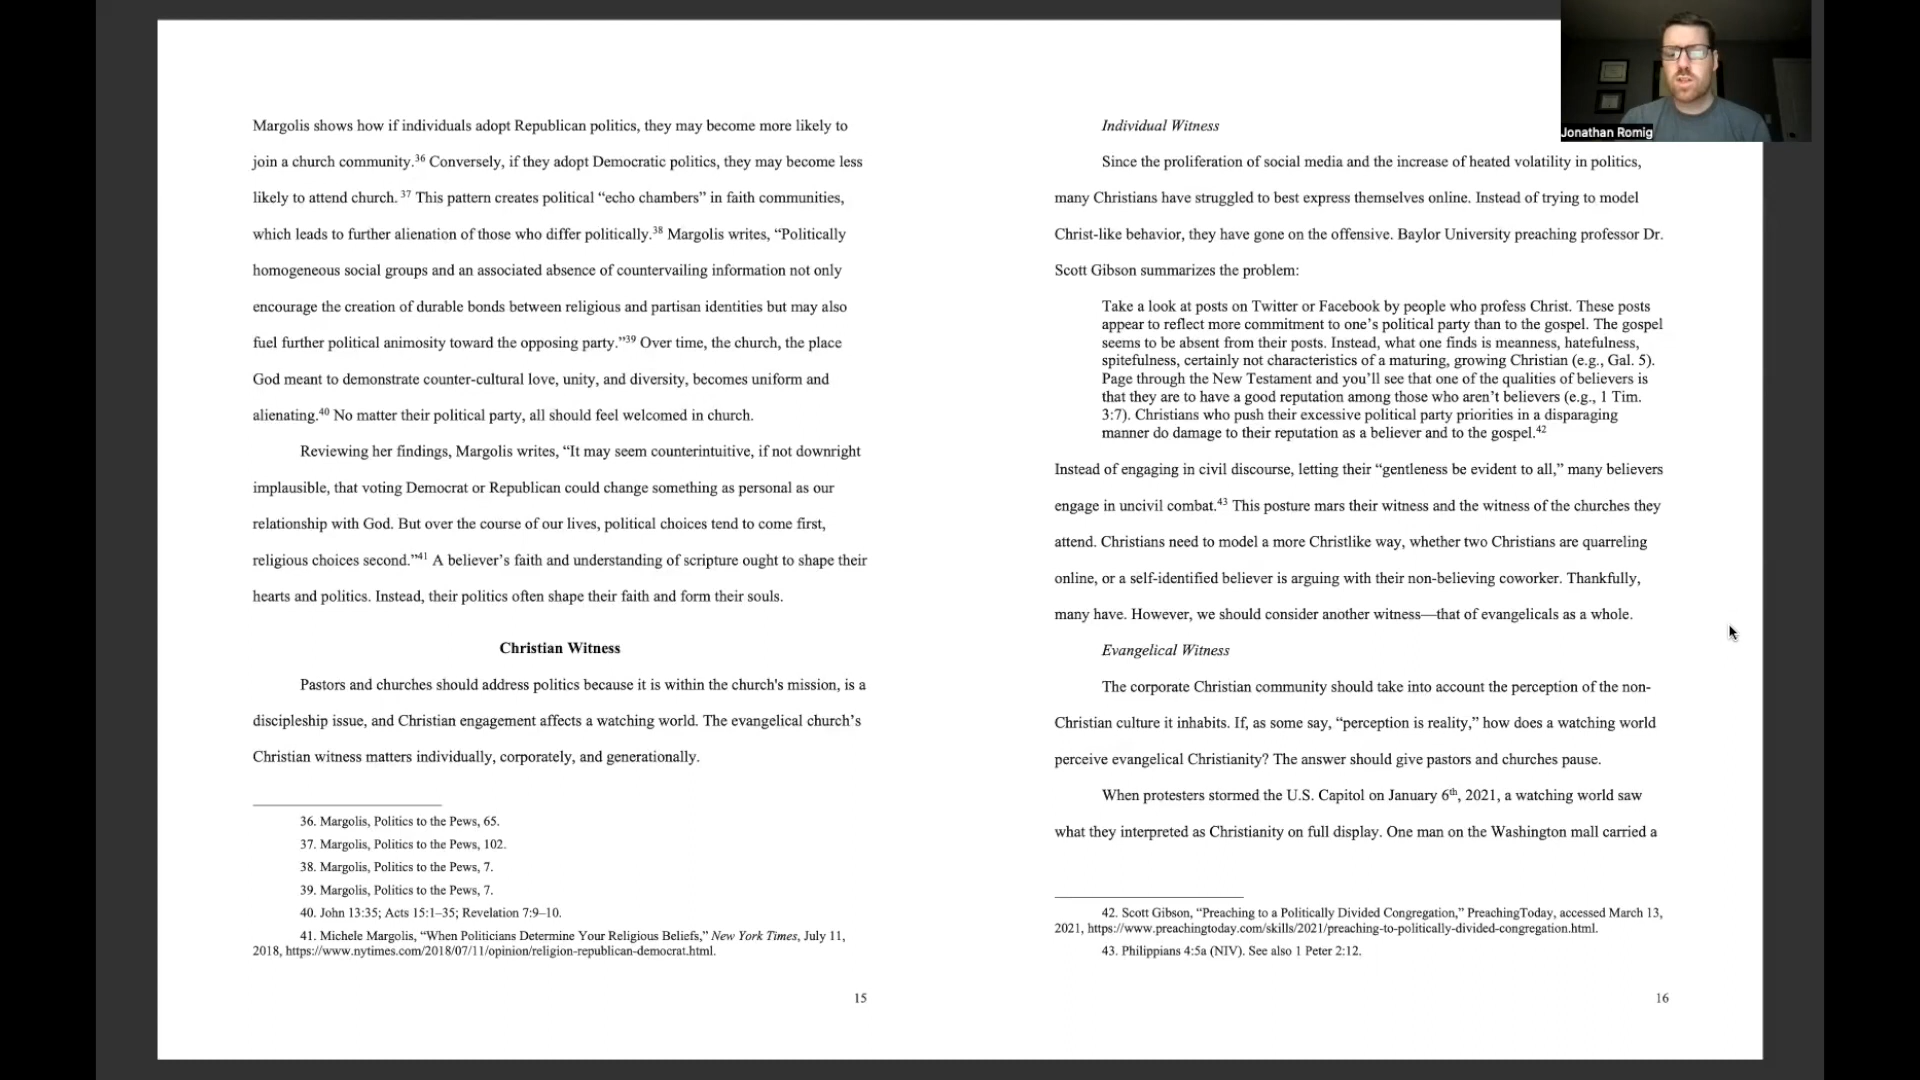 Margolis shows how if individuals adopt Republican politics, they may become more likely to
join a church community.36 Conversely, if they adopt Democratic politics, they may become less
likely to attend church. 37 This pattern creates political “echo chambers” in faith communities,
which leads to further alienation of those who differ politically.38 Margolis writes, “Politically
homogeneous social groups and an associated absence of countervailing information not only
encourage the creation of durable bonds between religious and partisan identities but may also
fuel further political animosity toward the opposing party.”39 Over time, the church, the place
God meant to demonstrate counter-cultural love, unity, and diversity, becomes uniform and
alienating.40 No matter their political party, all should feel welcomed in church.
Reviewing her findings, Margolis writes, “It may seem counterintuitive, if not downright
implausible, that voting Democrat or Republican could change something as personal as our
relationship with God. But over the course of our lives, political choices tend to come first,
religious choices second.”41 A believer’s faith and understanding of scripture ought to shape their
hearts and politics. Instead, their politics often shape their faith and form their souls.
Christian Witness
Pastors and churches should address politics because it is within the church's mission, is a
discipleship issue, and Christian engagement affects a watching world. The evangelical church’s
Christian witness matters individually, corporately, and generationally.
36. Margolis, Politics to the Pews, 65.
37. Margolis, Politics to the Pews, 102.
38. Margolis, Politics to the Pews, 7.
39. Margolis, Politics to the Pews, 7.
40. John 13:35; Acts 15:1–35; Revelation 7:9–10.
41. Michele Margolis, “When Politicians Determine Your Religious Beliefs,” New York Times, July 11,
2018, https://www.nytimes.com/2018/07/11/opinion/religion-republican-democrat.html.
15
Individual Witness
Since the proliferation of social media and the increase of heated volatility in politics,
many Christians have struggled to best express themselves online. Instead of trying to model
Christ-like behavior, they have gone on the offensive. Baylor University preaching professor Dr.
Scott Gibson summarizes the problem:
Take a look at posts on Twitter or Facebook by people who profess Christ. These posts
appear to reflect more commitment to one’s political party than to the gospel. The gospel
seems to be absent from their posts. Instead, what one finds is meanness, hatefulness,
spitefulness, certainly not characteristics of a maturing, growing Christian (e.g., Gal. 5).
Page through the New Testament and you’ll see that one of the qualities of believers is
that they are to have a good reputation among those who aren’t believers (e.g., 1 Tim.
3:7). Christians who push their excessive political party priorities in a disparaging
manner do damage to their reputation as a believer and to the gospel.42
Instead of engaging in civil discourse, letting their “gentleness be evident to all,” many believers
engage in uncivil combat.43 This posture mars their witness and the witness of the churches they
attend. Christians need to model a more Christlike way, whether two Christians are quarreling
online, or a self-identified believer is arguing with their non-believing coworker. Thankfully,
many have. However, we should consider another witness—that of evangelicals as a whole.
Evangelical Witness
The corporate Christian community should take into account the perception of the non-
Christian culture it inhabits. If, as some say, “perception is reality,” how does a watching world
perceive evangelical Christianity? The answer should give pastors and churches pause.
When protesters stormed the U.S. Capitol on January 6th, 2021, a watching world saw
what they interpreted as Christianity on full display. One man on the Washington mall carried a
42. Scott Gibson, “Preaching to a Politically Divided Congregation,” PreachingToday, accessed March 13,
2021, https://www.preachingtoday.com/skills/2021/preaching-to-politically-divided-congregation.html.
43. Philippians 4:5a (NIV). See also 1 Peter 2:12.
16
Jonathan Romig